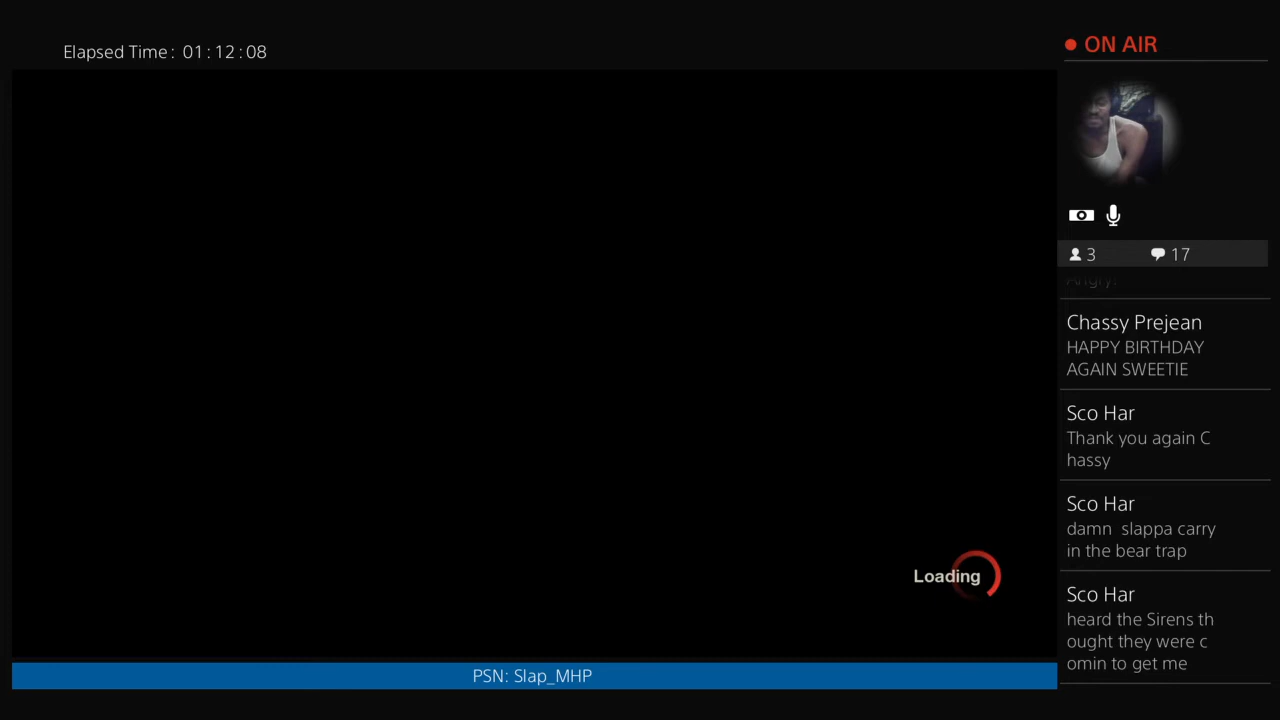 Elapsed Time: 01:12:08
ON AIR
3 17
Angry!
Chassy Prejean
HAPPY BIRTHDAY
AGAIN SWEETIE
Sco Har
Thank you again C
hassy
Sco Har
damn slappa carry
in the bear trap
Sco Har
heard the Sirens th
ought they were c
omin to get me
Loading
PSN: Slap_MHP